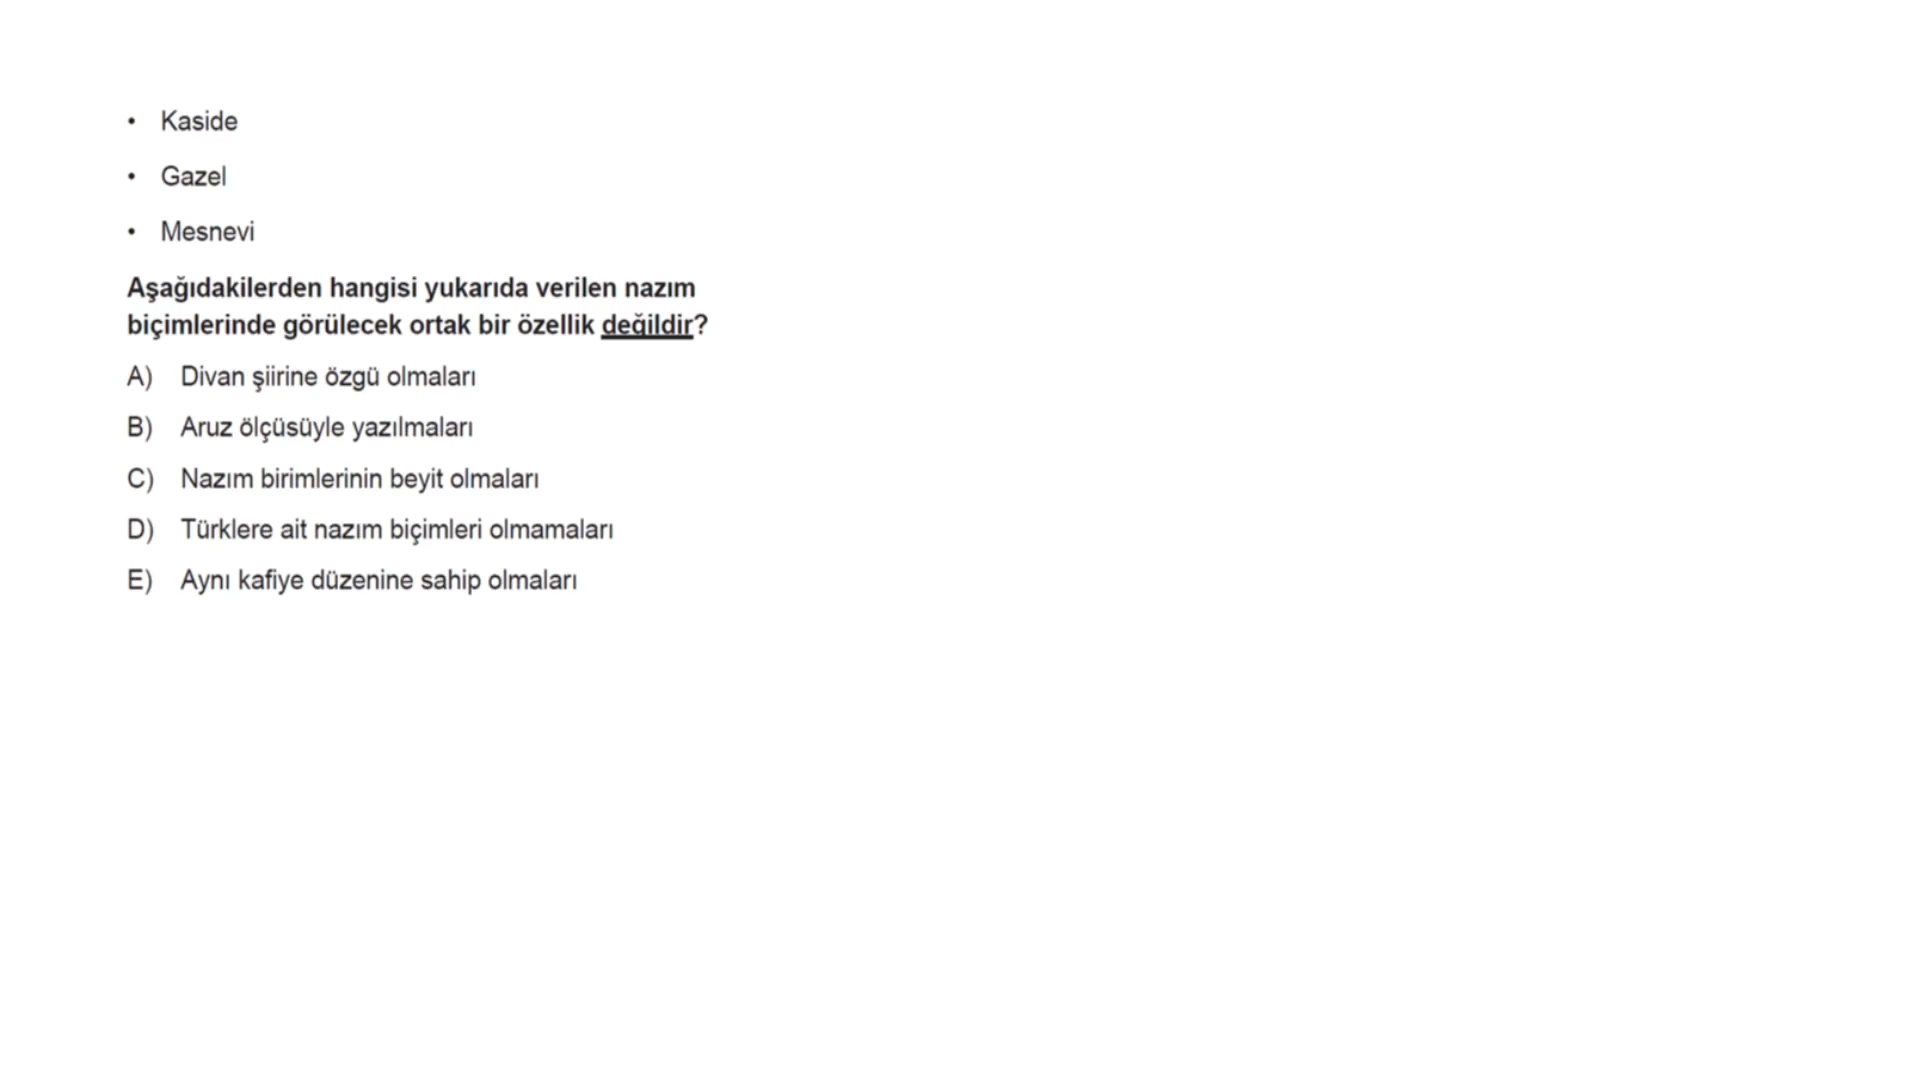 • Kaside
• Gazel
• Mesnevi
Aşağıdakilerden hangisi yukarıda verilen nazım
biçimlerinde görülecek ortak bir özellik değildir?
A) Divan şiirine özgü olmaları
B) Aruz ölçüsüyle yazılmaları
C) Nazım birimlerinin beyit olmaları
D) Türklere ait nazım biçimleri olmamaları
E) Aynı kafiye düzenine sahip olmaları